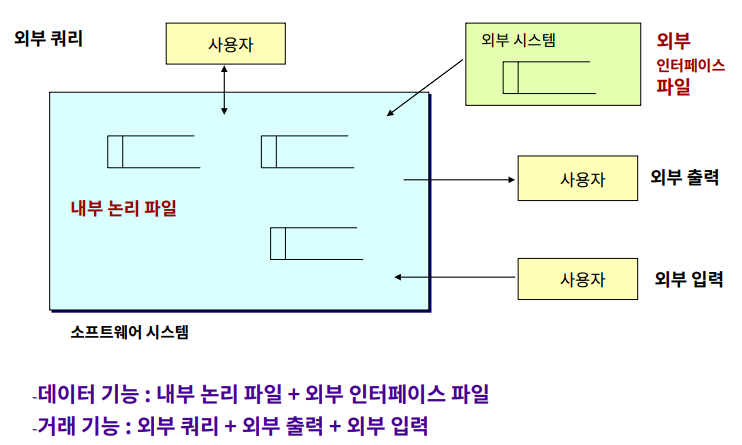 외부 쿼리
사용자
외부 시스템
외부
인터페이스
파일
사용자
외부 출력
내부 논리 파일
사용자
외부 입력
소프트웨어 시스템
-데이터 기능 : 내부 논리 파일 + 외부 인터페이스 파일
-거래 기능 : 외부 쿼리 + 외부 출력 + 외부 입력